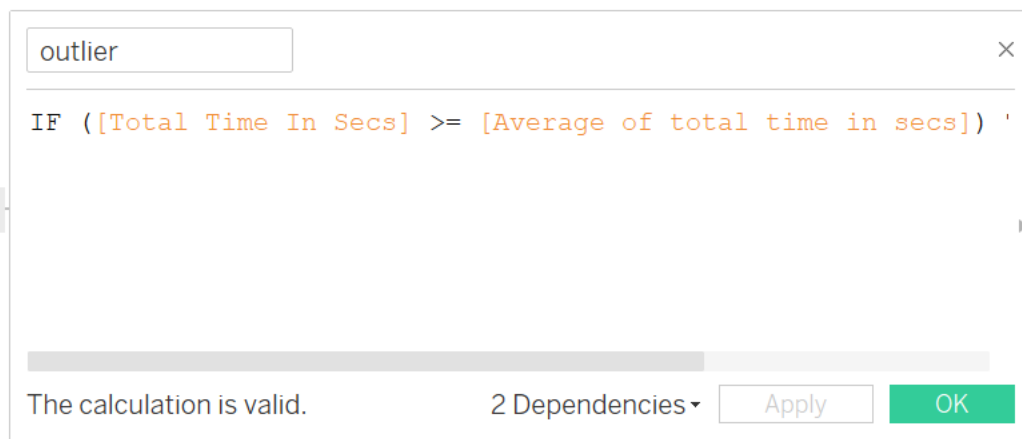 outlier
IF ([Total Time In Secs] >= [Average of total time in secs]) '
The calculation is valid.
2 Dependencies
Apply
OK